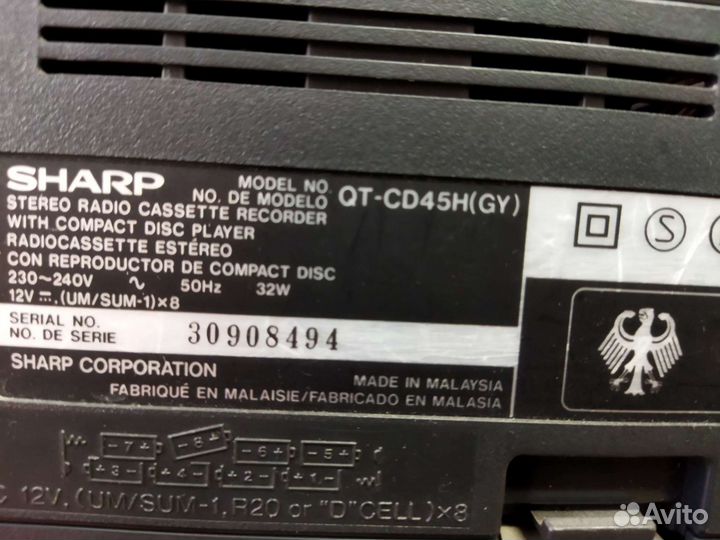 SHARP
MODEL NO.
NO. DE MODELO
QT-CD45H(GY)
STEREO RADIO CASSETTE RECORDER
WITH COMPACT DISC PLAYER
RADIOCASSETTE ESTÉREO
CON REPRODUCTOR DE COMPACT DISC
230~240V ∿ 50Hz 32W
12V ⎓, (UM/SUM-1)×8
S
SERIAL NO.
NO. DE SERIE
30908494
SHARP CORPORATION
MADE IN MALAYSIA
FABRIQUÉ EN MALAISIE/FABRICADO EN MALASIA
-7+ -8+ -6+ -5+
+3- +4- +2- +1-
C 12V, (UM/SUM-1, R20 or "D" CELL)×8
Avito